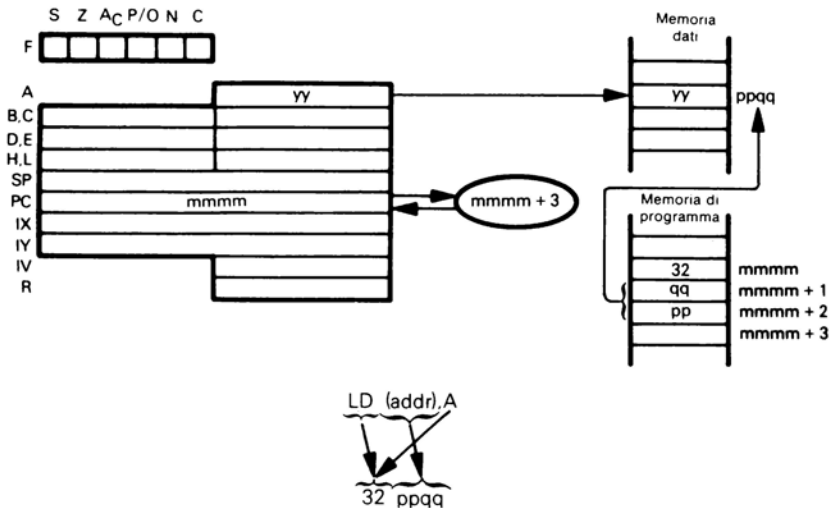 S Z AC P/O N C
F
Memoria
dati
A yy
yy ppqq
B,C
D,E
H,L
SP
PC mmmm
mmmm + 3
IX
IY
IV
R
Memoria di
programma
32 mmmm
qq mmmm + 1
pp mmmm + 2
mmmm + 3
LD (addr),A
32 ppqq